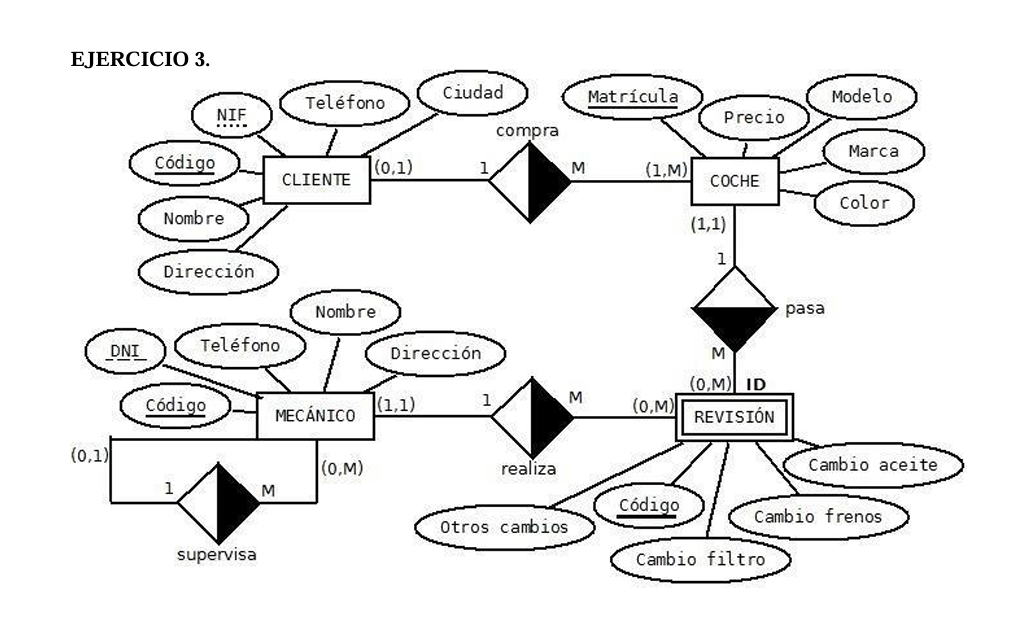 EJERCICIO 3.
NIF
Teléfono
Ciudad
Código
CLIENTE
Nombre
Dirección
(0,1)
1
compra
M
(1,M)
Matrícula
Precio
Modelo
Marca
COCHE
Color
(1,1)
1
pasa
M
(0,M) ID
REVISIÓN
DNI
Teléfono
Nombre
Dirección
Código
MECÁNICO
(1,1)
1
M
(0,M)
realiza
(0,1)
(0,M)
1
M
supervisa
Otros cambios
Código
Cambio filtro
Cambio frenos
Cambio aceite